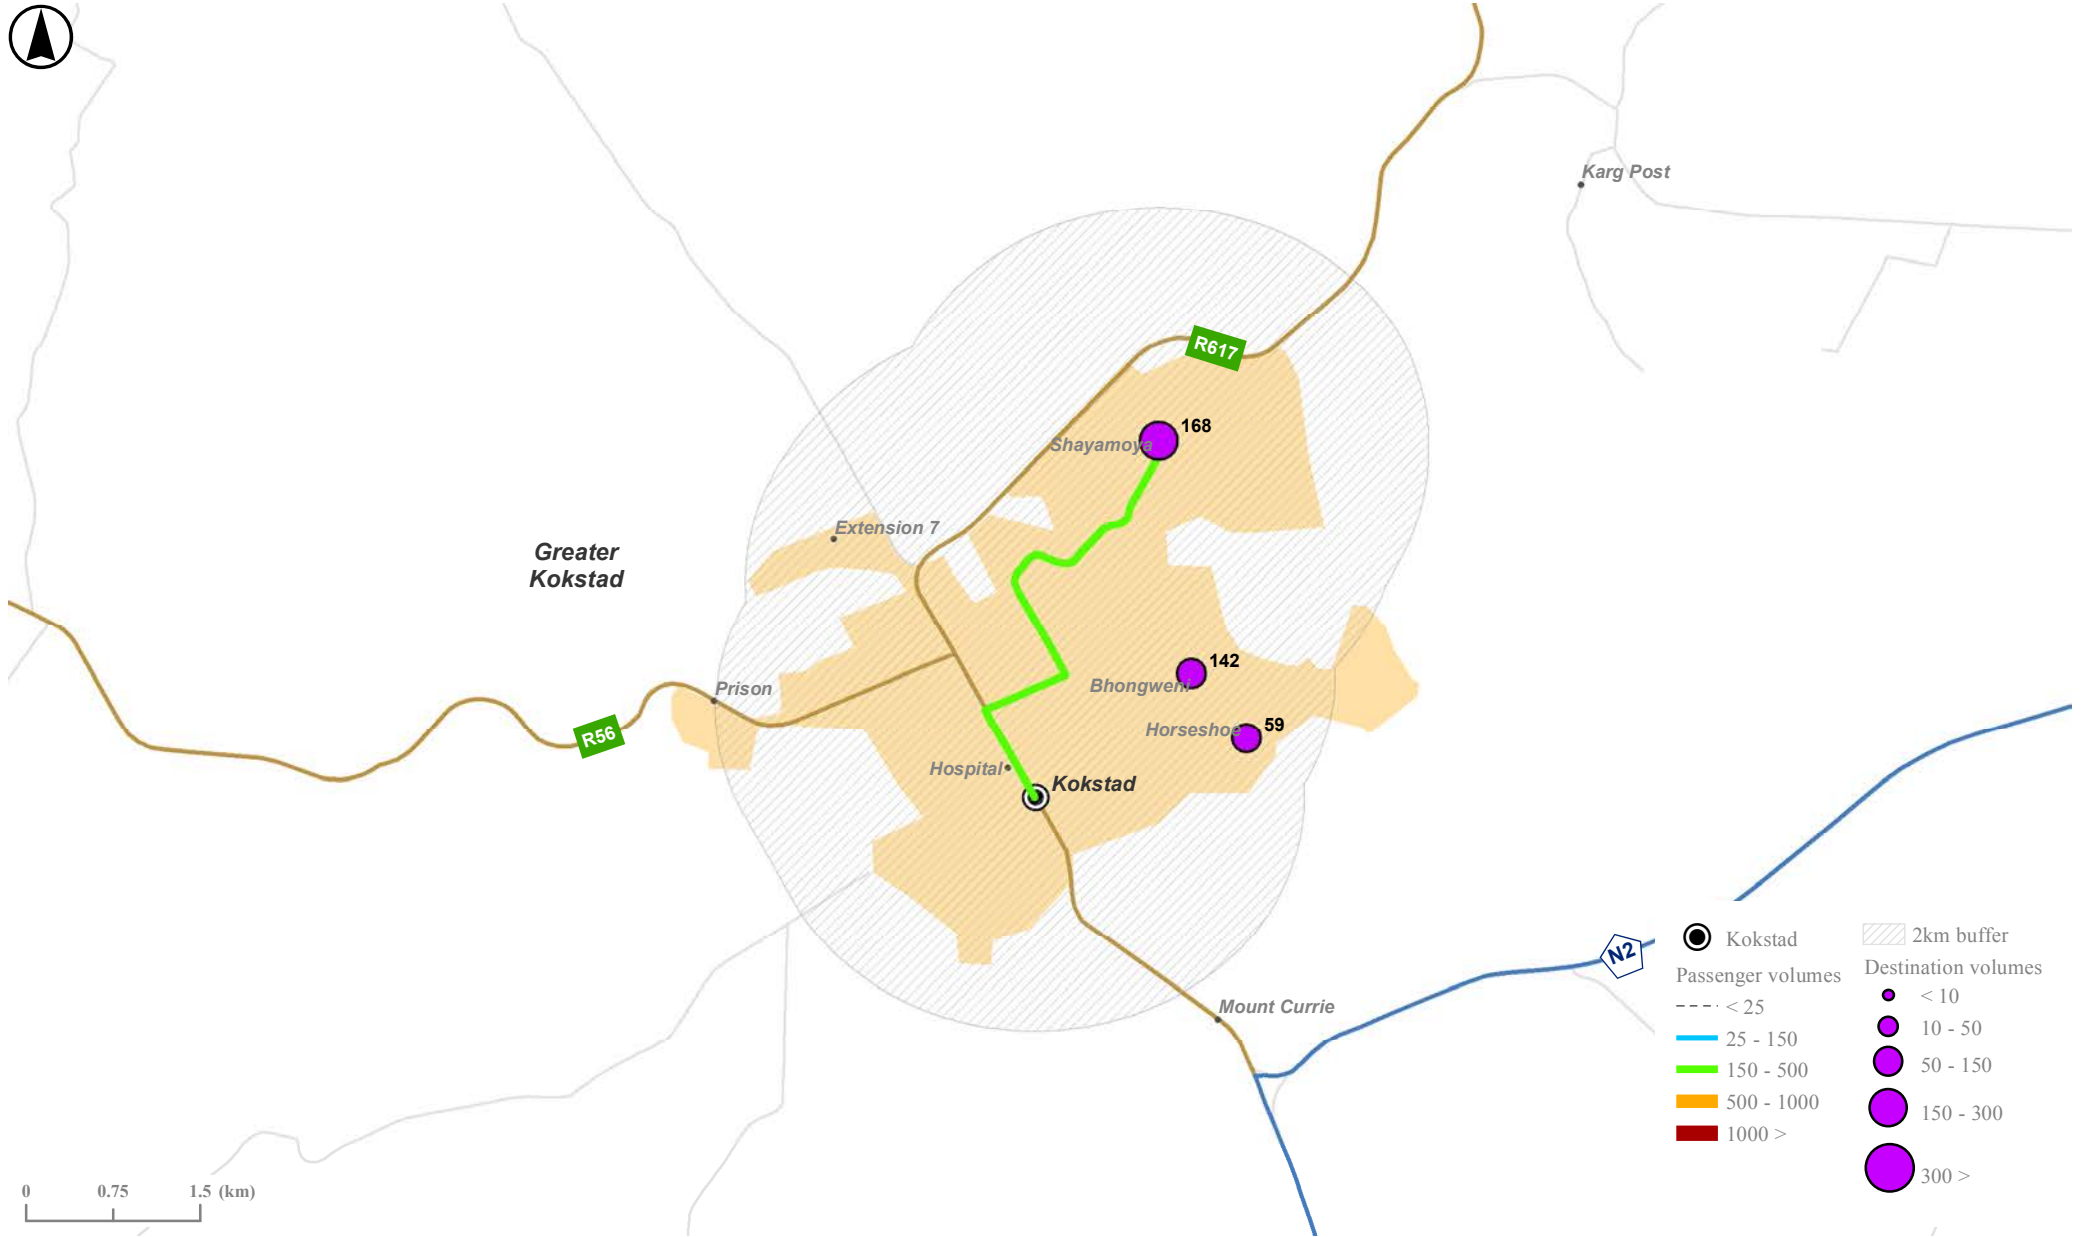 Karg Post
R617
168
Shayamoya
Extension 7
Greater
Kokstad
142
Bhongweni
Prison
59
Horseshoe
R56
Hospital
Kokstad
Mount Currie
N2
Kokstad
Passenger volumes
< 25
25 - 150
150 - 500
500 - 1000
1000 >
2km buffer
Destination volumes
< 10
10 - 50
50 - 150
150 - 300
300 >
0 0.75 1.5 (km)